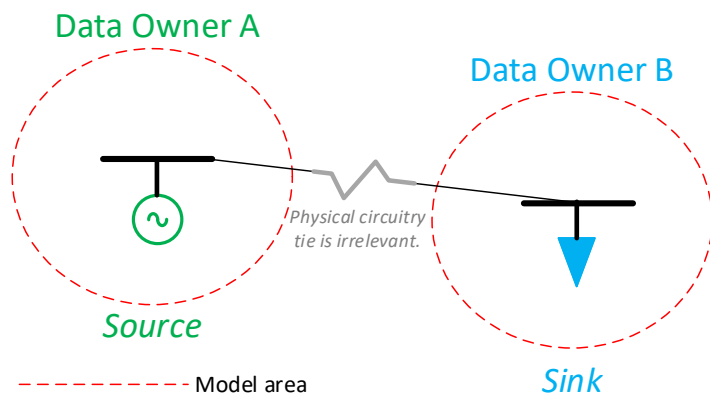 Data Owner A
Data Owner B
Physical circuitry
tie is irrelevant.
Source
Sink
Model area